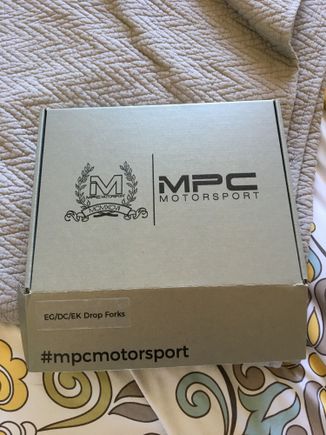 M
MPC
MOTORSPORT
EG/DC/EK Drop Forks
#mpcmotorsport